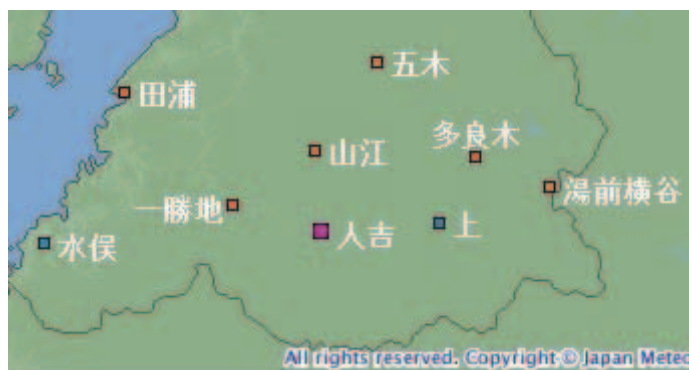 五木
田浦
多良木
山江
湯前横谷
一勝地
上
人吉
水俣
All rights reserved. Copyright © Japan Meteo